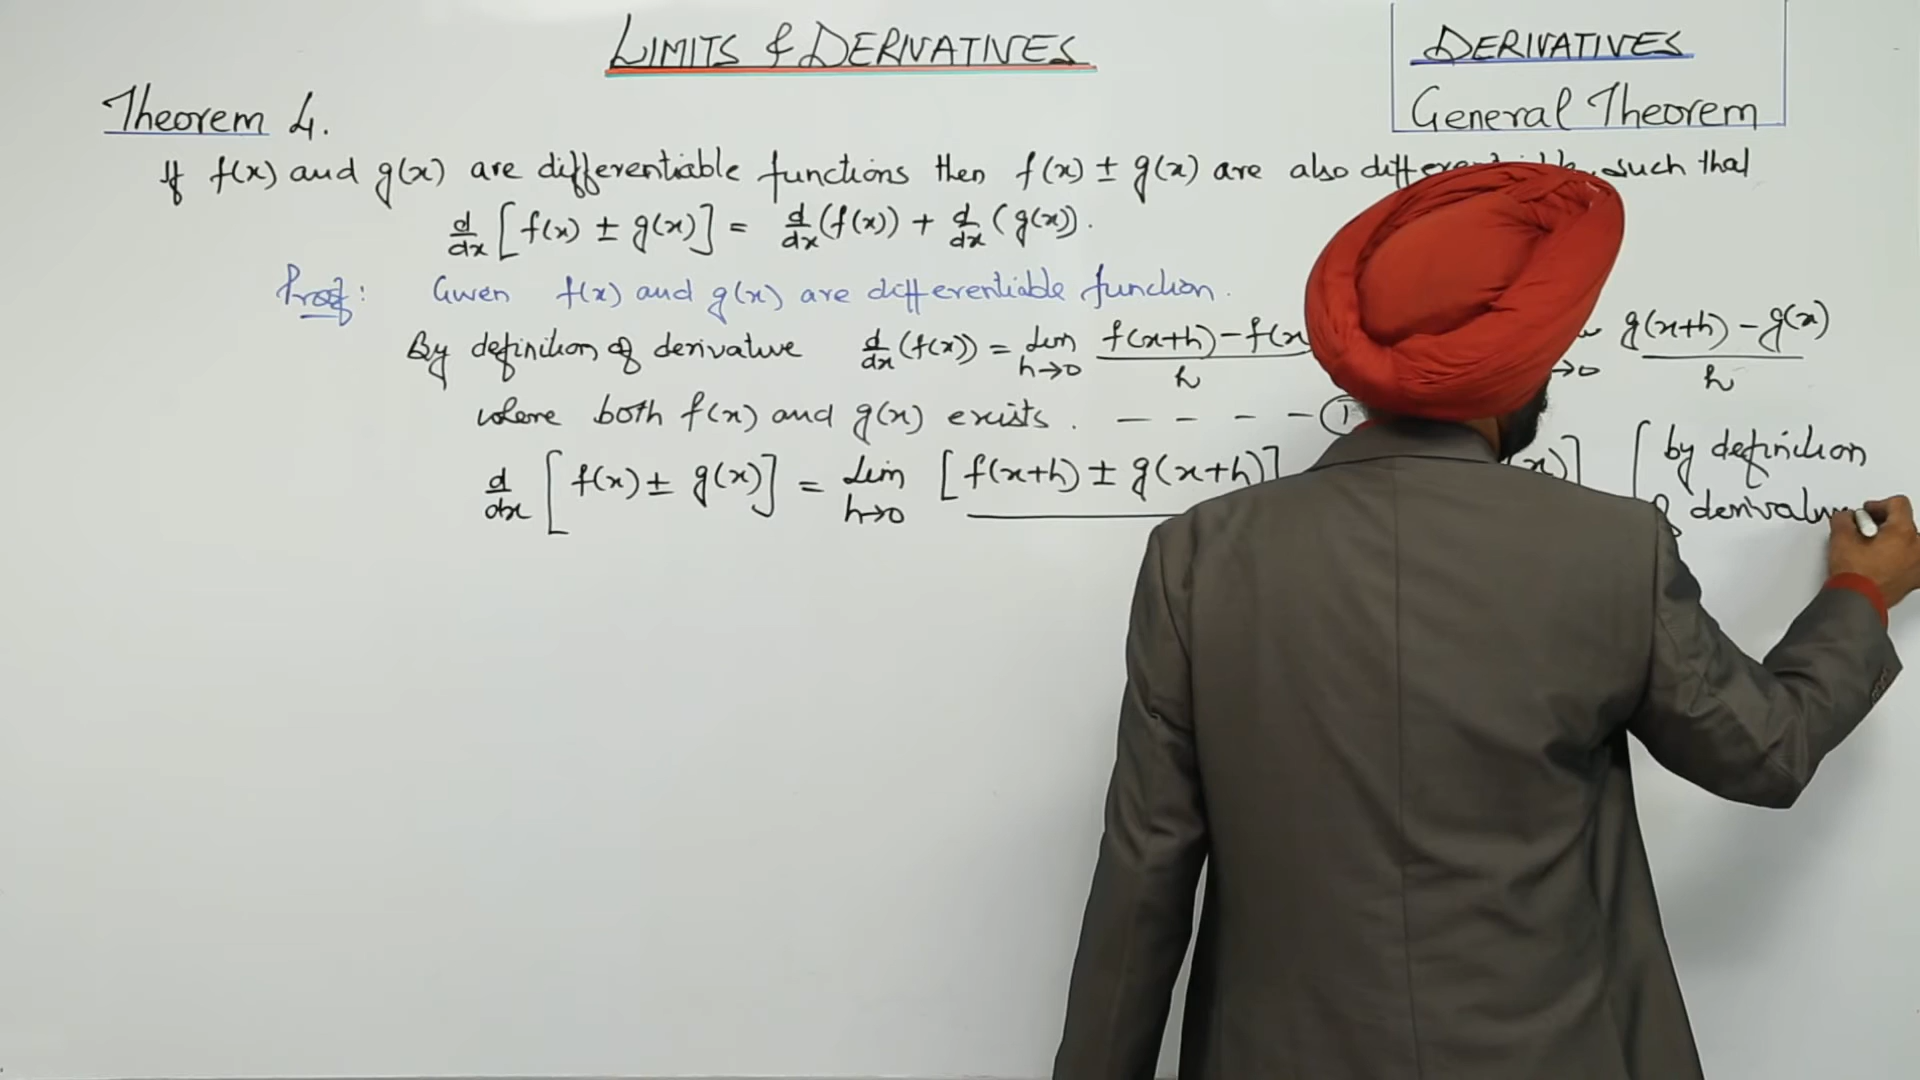 LIMITS & DERIVATIVES
DERIVATIVES
General Theorem
Theorem 4.
If f(x) and g(x) are differentiable functions then f(x) ± g(x) are also such that
d/dx [f(x) ± g(x)] = d/dx (f(x)) + d/dx (g(x)).
Proof: Given f(x) and g(x) are differentiable function.
By definition of derivative d/dx (f(x)) = Lim h→0 f(x+h) - f(x / h →0 g(x+h) - g(x) / h
where both f(x) and g(x) exists. - - - - 1
d/dx [f(x) ± g(x)] = Lim h→0 [f(x+h) ± g(x+h)] (x)] [by definition
derivative